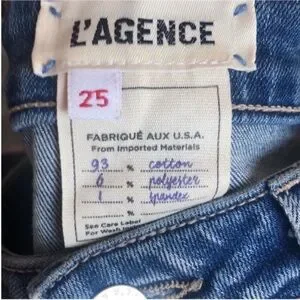 L'AGENCE
25
FABRIQUÉ AUX U.S.A.
From Imported Materials
93 % cotton
6 % polyester
1 % spandex
%
See Care Label
For Wash